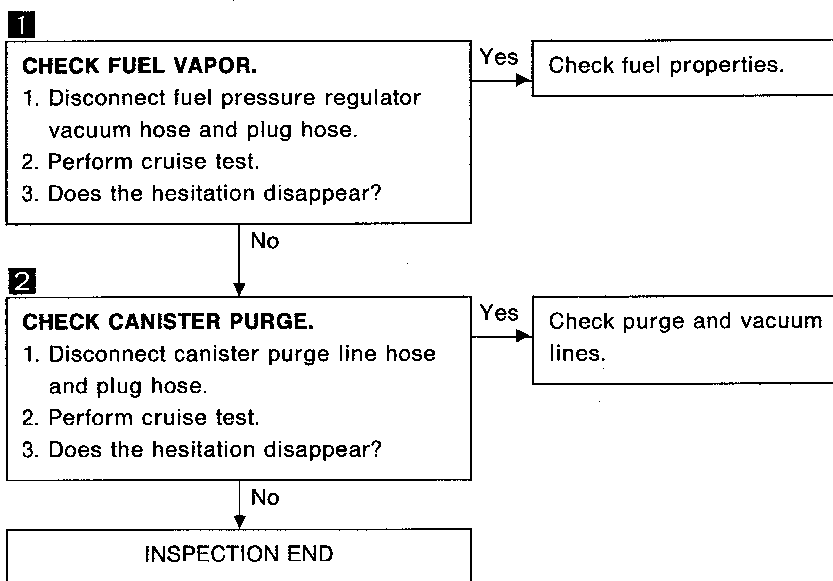 1
CHECK FUEL VAPOR.
1. Disconnect fuel pressure regulator
vacuum hose and plug hose.
2. Perform cruise test.
3. Does the hesitation disappear?
Yes
Check fuel properties.
No
2
CHECK CANISTER PURGE.
1. Disconnect canister purge line hose
and plug hose.
2. Perform cruise test.
3. Does the hesitation disappear?
Yes
Check purge and vacuum
lines.
No
INSPECTION END